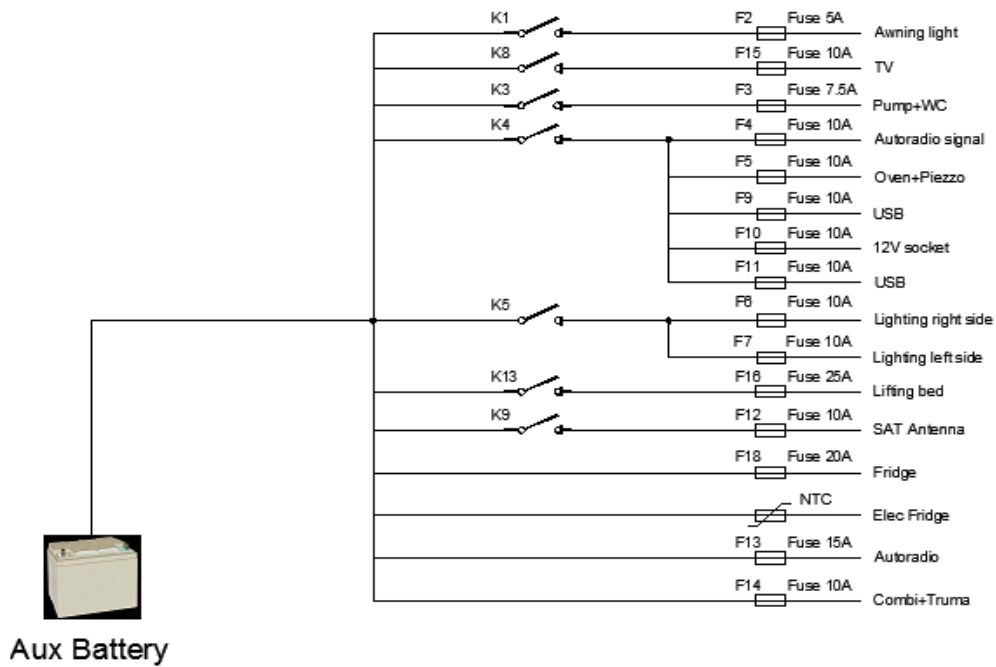 K1 F2 Fuse 5A Awning light
K8 F15 Fuse 10A TV
K3 F3 Fuse 7.5A Pump+WC
K4 F4 Fuse 10A Autoradio signal
F5 Fuse 10A Oven+Piezzo
F9 Fuse 10A USB
F10 Fuse 10A 12V socket
F11 Fuse 10A USB
K5 F6 Fuse 10A Lighting right side
F7 Fuse 10A Lighting left side
K13 F16 Fuse 25A Lifting bed
K9 F12 Fuse 10A SAT Antenna
F18 Fuse 20A Fridge
NTC Elec Fridge
F13 Fuse 15A Autoradio
F14 Fuse 10A Combi+Truma
Aux Battery